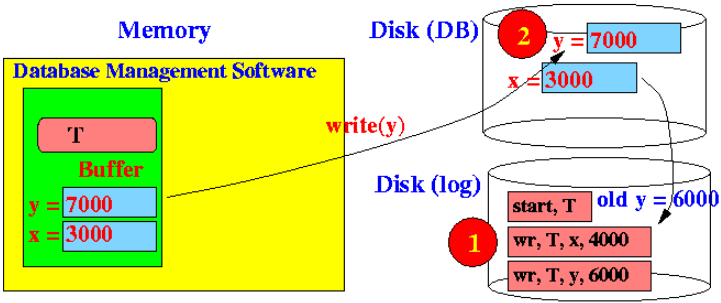 Memory
Database Management Software
T
Buffer
y = 7000
x = 3000
write(y)
Disk (DB)
2
y = 7000
x = 3000
Disk (log)
old y = 6000
1
start, T
wr, T, x, 4000
wr, T, y, 6000